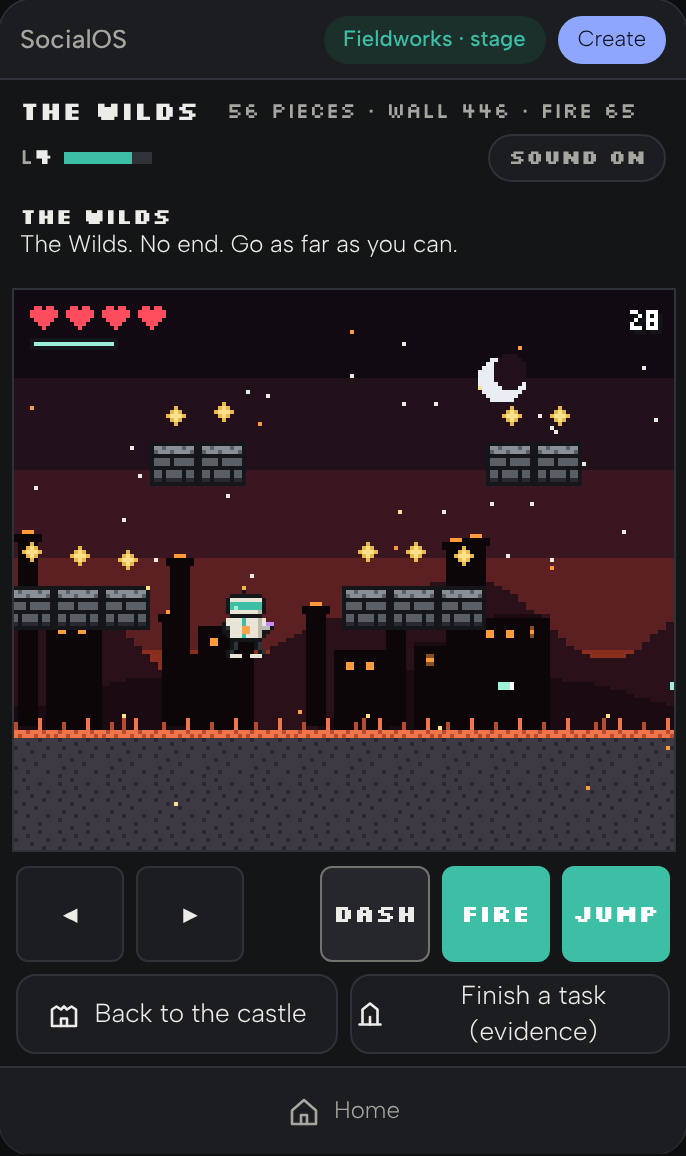 SocialOS
Fieldworks · stage
Create
THE WILDS
56 PIECES · WALL 446 · FIRE 65
L4
SOUND ON
THE WILDS
The Wilds. No end. Go as far as you can.
28
◄
►
DASH
FIRE
JUMP
Back to the castle
Finish a task
(evidence)
Home